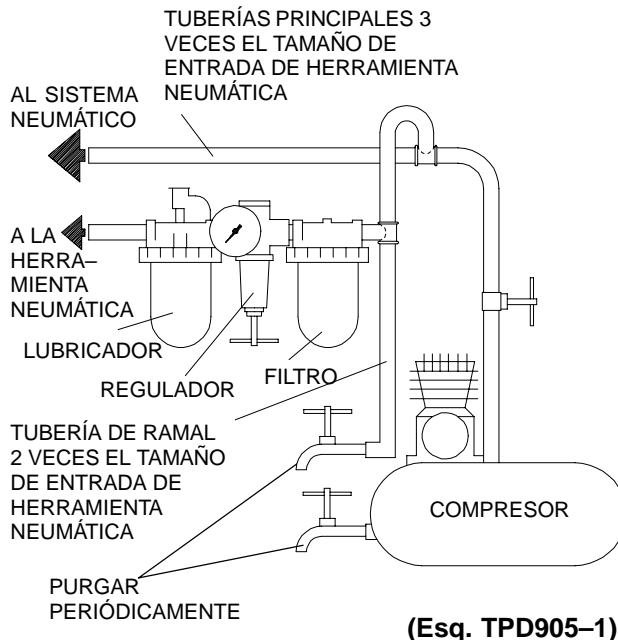 TUBERÍAS PRINCIPALES 3
VECES EL TAMAÑO DE
ENTRADA DE HERRAMIENTA
NEUMÁTICA
AL SISTEMA
NEUMÁTICO
A LA
HERRA–
MIENTA
NEUMÁTICA
LUBRICADOR
REGULADOR
FILTRO
TUBERÍA DE RAMAL
2 VECES EL TAMAÑO
DE ENTRADA DE
HERRAMIENTA
NEUMÁTICA
COMPRESOR
PURGAR
PERIÓDICAMENTE
(Esq. TPD905–1)